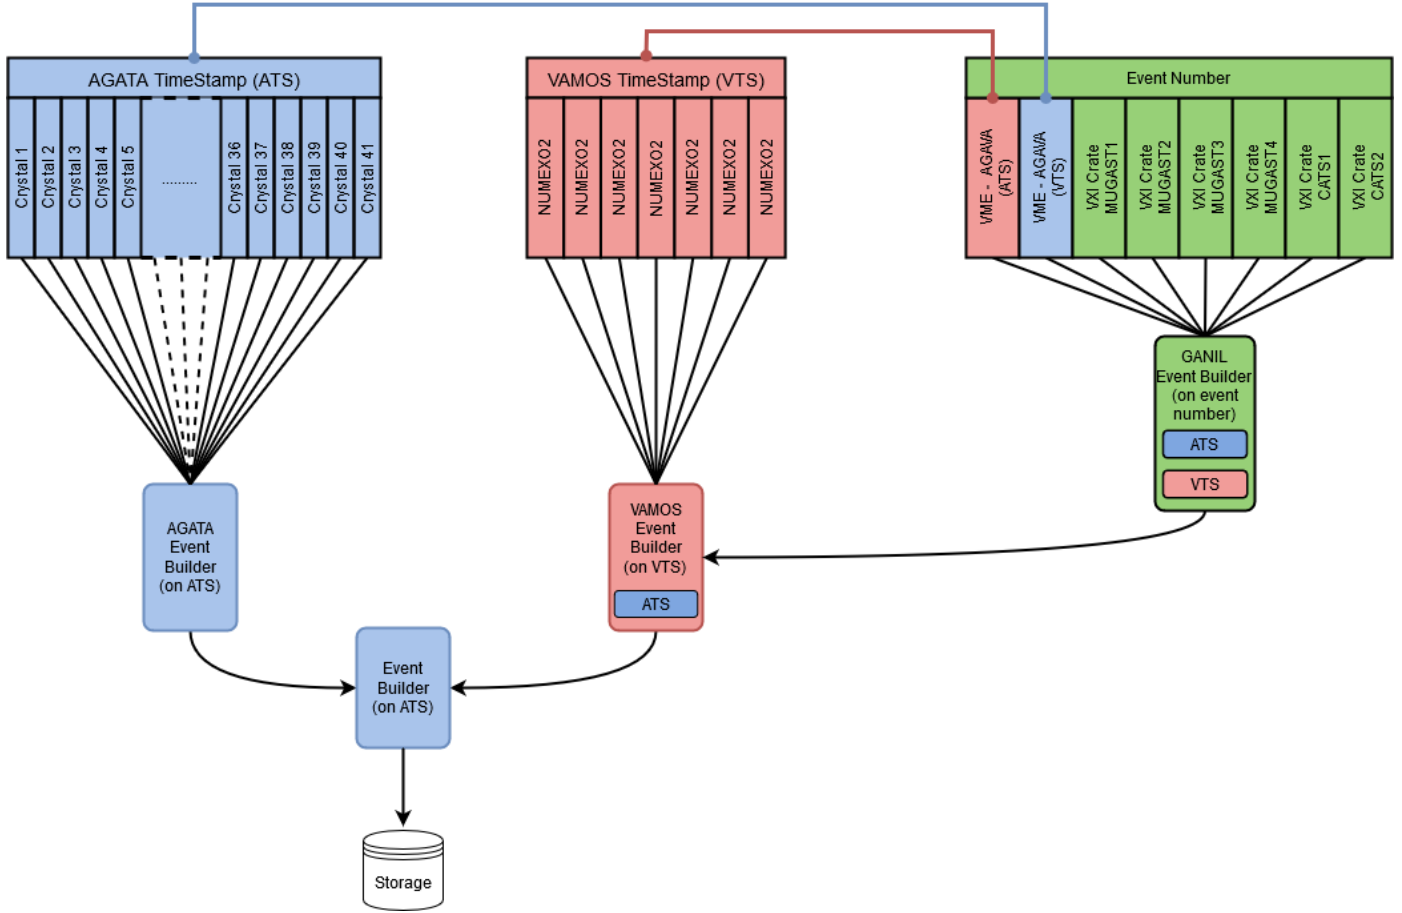 AGATA TimeStamp (ATS)
Crystal 1
Crystal 2
Crystal 3
Crystal 4
Crystal 5
.........
Crystal 36
Crystal 37
Crystal 38
Crystal 39
Crystal 40
Crystal 41
VAMOS TimeStamp (VTS)
NUMEXO2
NUMEXO2
NUMEXO2
NUMEXO2
NUMEXO2
NUMEXO2
NUMEXO2
Event Number
VME - AGAVA
(ATS)
VME - AGAVA
(VTS)
VXI Crate
MUGAST1
VXI Crate
MUGAST2
VXI Crate
MUGAST3
VXI Crate
MUGAST4
VXI Crate
CATS1
VXI Crate
CATS2
GANIL
Event Builder
(on event
number)
ATS
VTS
AGATA
Event
Builder
(on ATS)
VAMOS
Event
Builder
(on VTS)
ATS
Event
Builder
(on ATS)
Storage